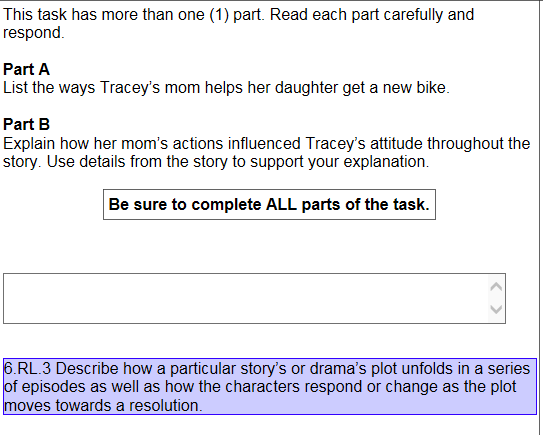 This task has more than one (1) part. Read each part carefully and
respond.
Part A
List the ways Tracey's mom helps her daughter get a new bike.
Part B
Explain how her mom's actions influenced Tracey's attitude throughout the
story. Use details from the story to support your explanation.
Be sure to complete ALL parts of the task.
6.RL.3 Describe how a particular story's or drama's plot unfolds in a series
of episodes as well as how the characters respond or change as the plot
moves towards a resolution.